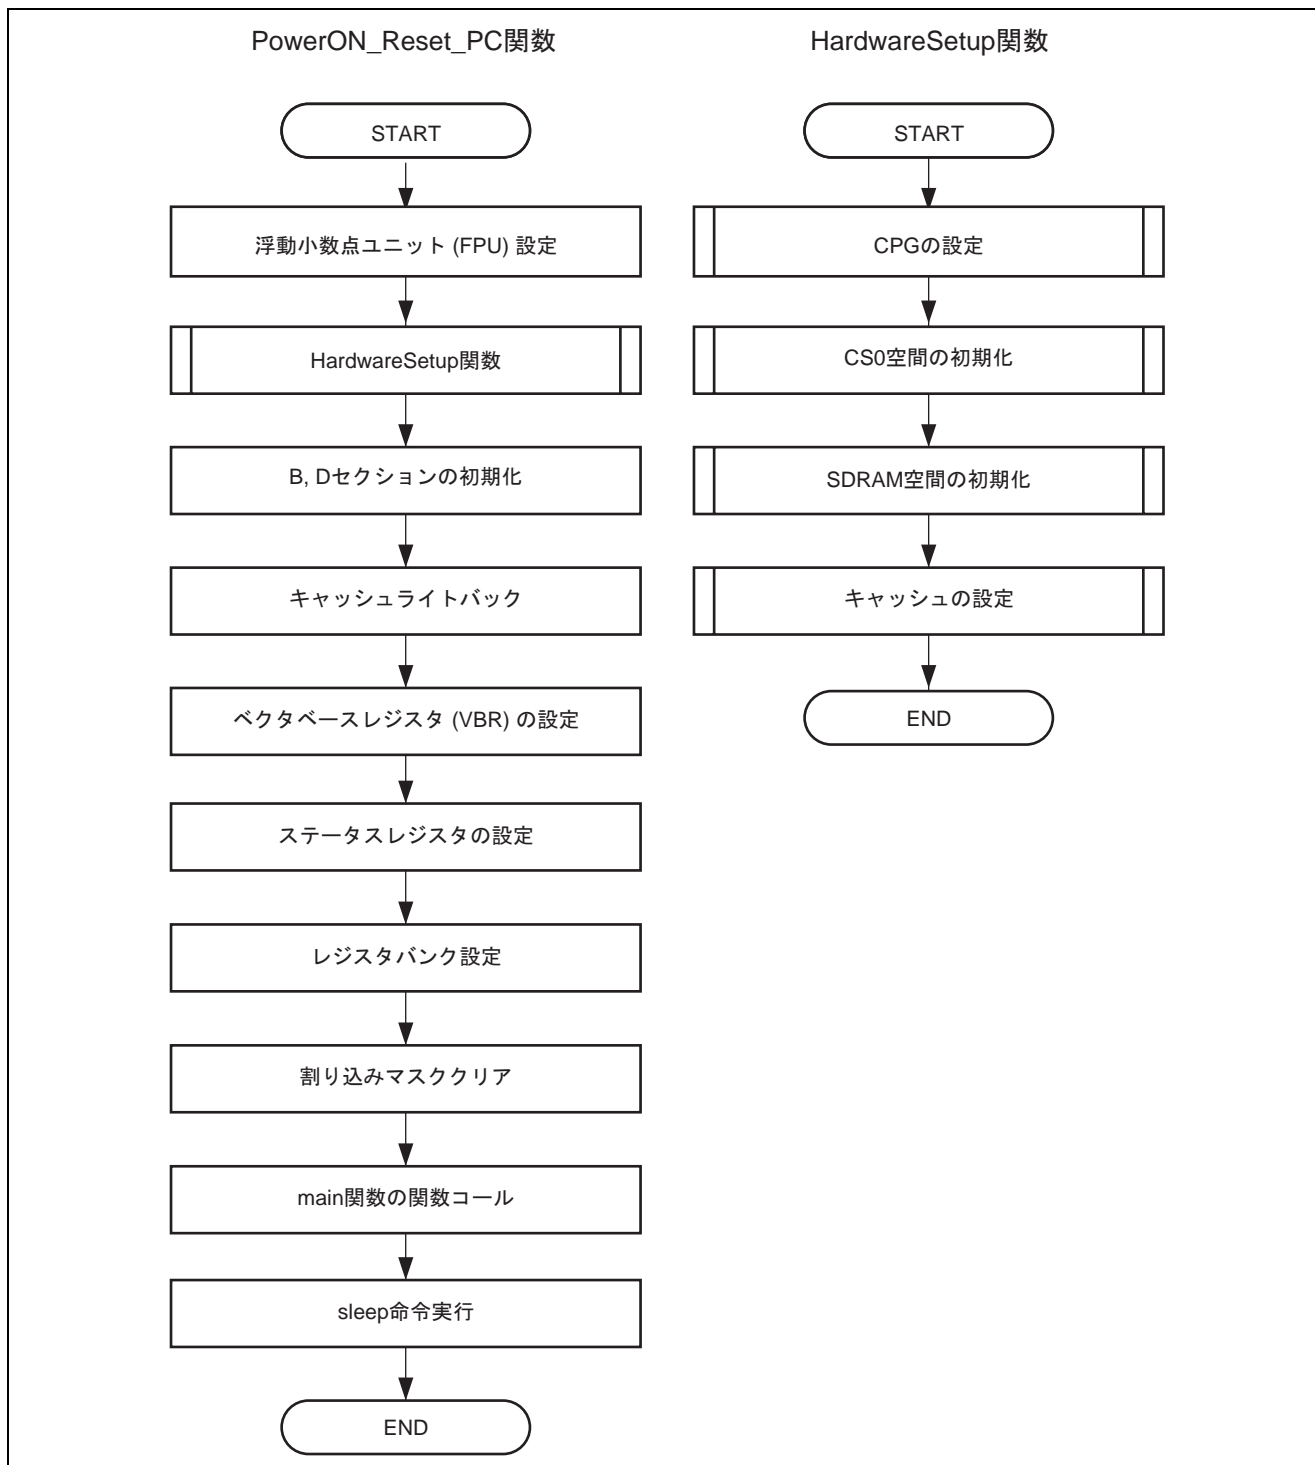 PowerON_Reset_PC関数
START
浮動小数点ユニット (FPU) 設定
HardwareSetup関数
B, Dセクションの初期化
キャッシュライトバック
ベクタベースレジスタ (VBR) の設定
ステータスレジスタの設定
レジスタバンク設定
割り込みマスククリア
main関数の関数コール
sleep命令実行
END
HardwareSetup関数
START
CPGの設定
CS0空間の初期化
SDRAM空間の初期化
キャッシュの設定
END